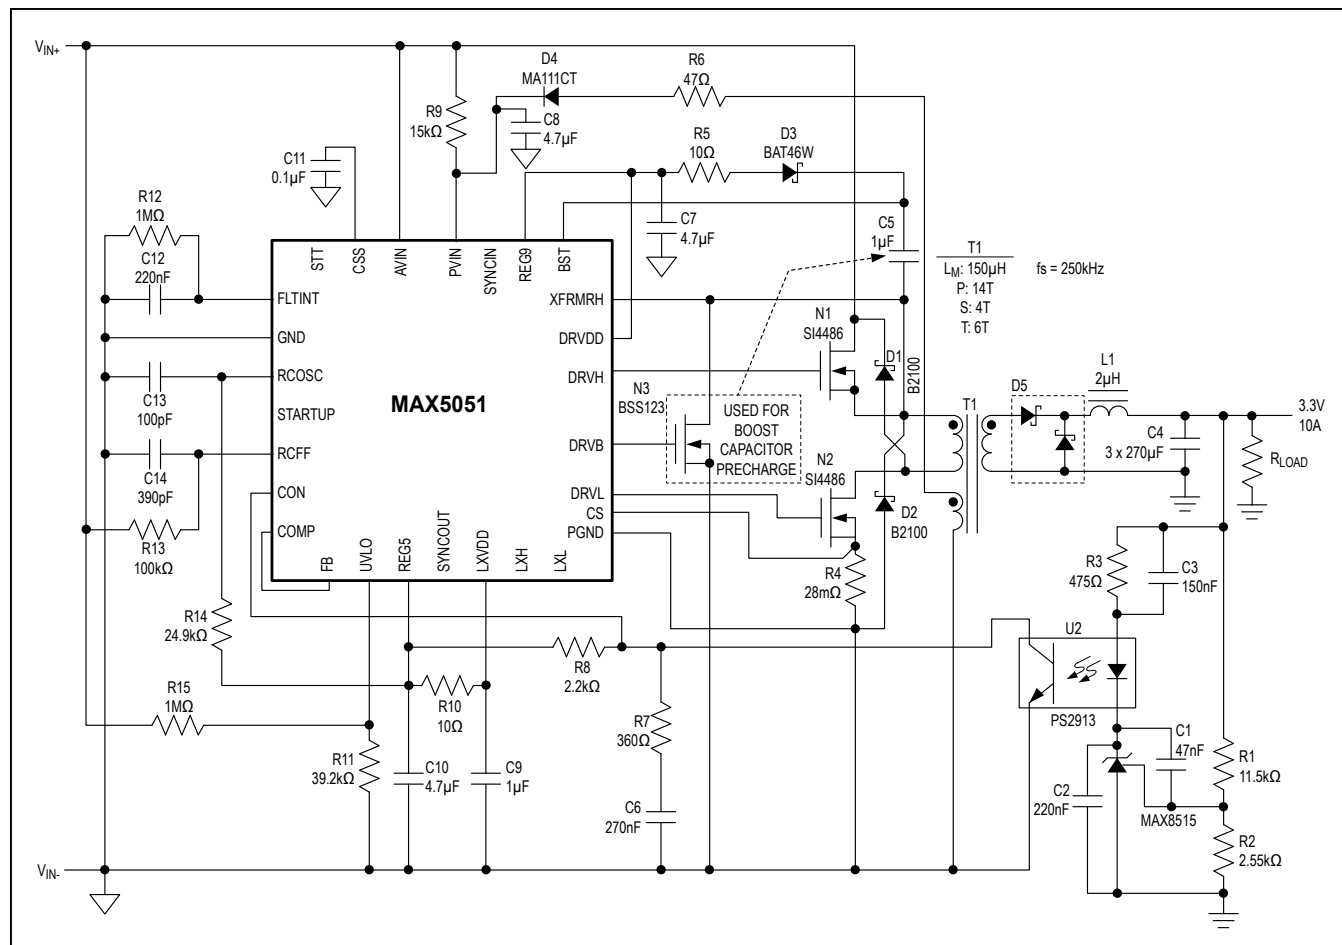 VIN+
D4
MA111CT
R6
47Ω
R9
15kΩ
C8
4.7µF
R5
10Ω
D3
BAT46W
C11
0.1µF
R12
1MΩ
C12
220nF
C7
4.7µF
C5
1µF
T1
LM: 150µH
P: 14T
S: 4T
T: 6T
fs = 250kHz
STT
CSS
AVIN
PVIN
SYNCIN
REG9
BST
FLTINT
GND
RCOSC
STARTUP
RCFF
CON
COMP
MAX5051
XFRMRH
DRVDD
DRVH
DRVB
DRVL
CS
PGND
FB
UVLO
REG5
SYNCOUT
LXVDD
LXH
LXL
C13
100pF
C14
390pF
R13
100kΩ
N3
BSS123
USED FOR
BOOST
CAPACITOR
PRECHARGE
N1
SI4486
D1
B2100
N2
SI4486
D2
B2100
R4
28mΩ
T1
D5
L1
2µH
3.3V
10A
C4
3 x 270µF
RLOAD
R3
475Ω
C3
150nF
U2
PS2913
R14
24.9kΩ
R8
2.2kΩ
R15
1MΩ
R10
10Ω
R7
360Ω
R11
39.2kΩ
C10
4.7µF
C9
1µF
C6
270nF
C1
47nF
R1
11.5kΩ
C2
220nF
MAX8515
R2
2.55kΩ
VIN-